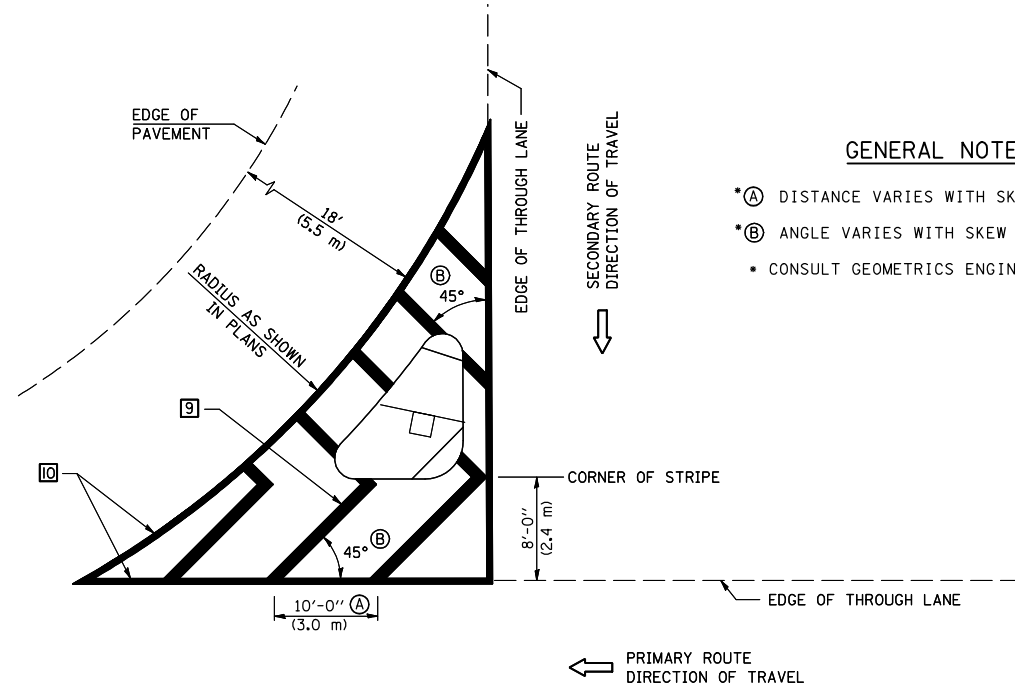 EDGE OF
PAVEMENT
18'
(5.5 m)
RADIUS AS SHOWN
IN PLANS
B
45°
EDGE OF THROUGH LANE
SECONDARY ROUTE
DIRECTION OF TRAVEL
GENERAL NOTE
*A DISTANCE VARIES WITH SK
*B ANGLE VARIES WITH SKEW
* CONSULT GEOMETRICS ENGIN
9
10
CORNER OF STRIPE
8'-0"
(2.4 m)
45° B
10'-0" A
(3.0 m)
EDGE OF THROUGH LANE
PRIMARY ROUTE
DIRECTION OF TRAVEL